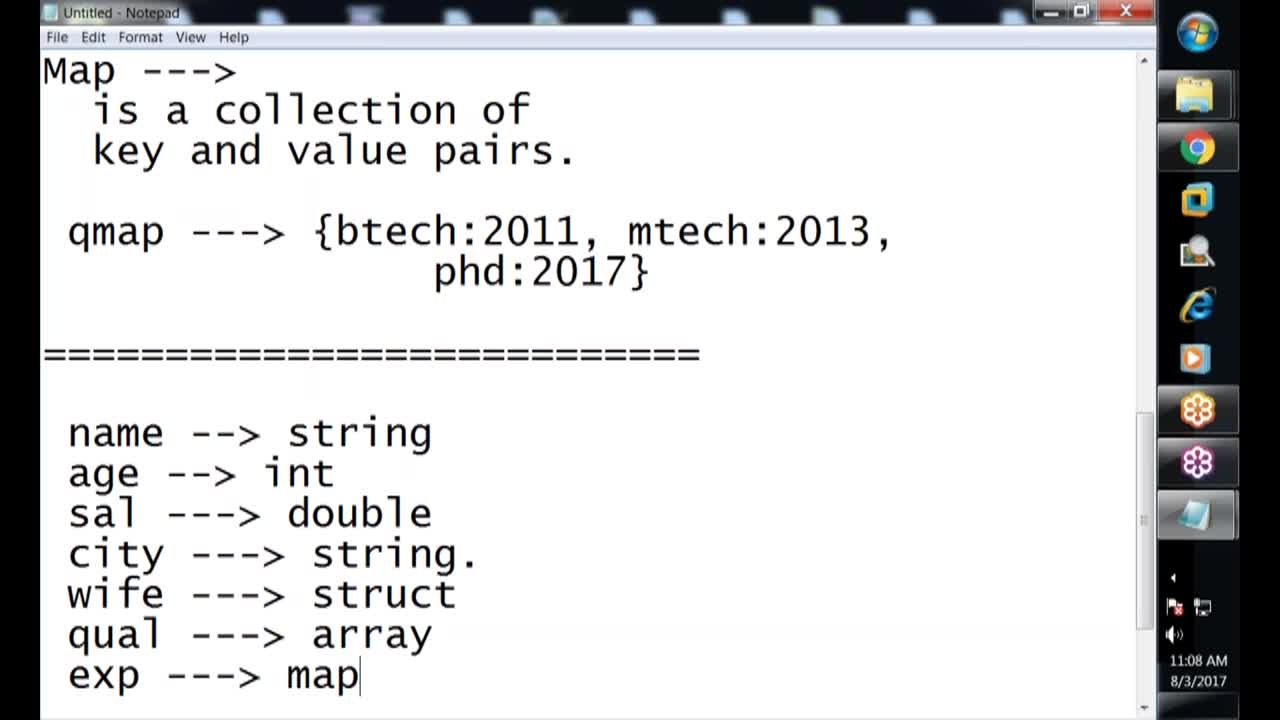 Untitled - Notepad
File Edit Format View Help
Map --->
is a collection of
key and value pairs.
qmap ---> {btech:2011, mtech:2013,
phd:2017}
===========================
name --> string
age --> int
sal ---> double
city ---> string.
wife ---> struct
qual ---> array
exp ---> map
11:08 AM
8/3/2017